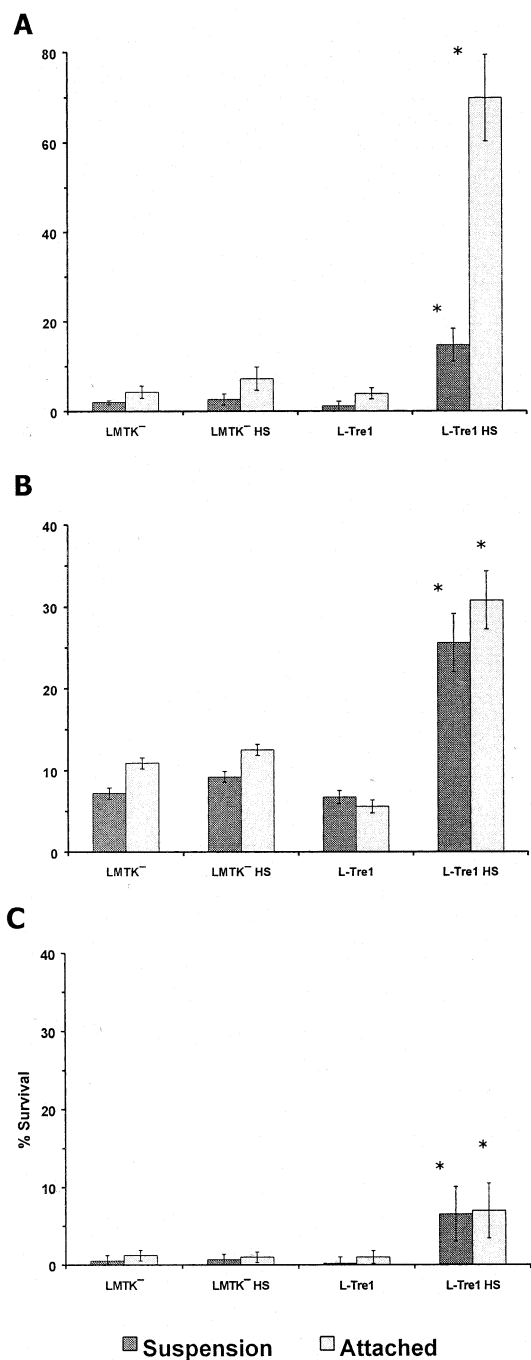 A
*
80
60
*
40
20
0
LMTK⁻ LMTK⁻ HS L-Tre1 L-Tre1 HS
B
40
*
*
30
20
10
0
LMTK⁻ LMTK⁻ HS L-Tre1 L-Tre1 HS
C
40
30
% Survival
20
*
*
10
0
LMTK⁻ LMTK⁻ HS L-Tre1 L-Tre1 HS
Suspension Attached